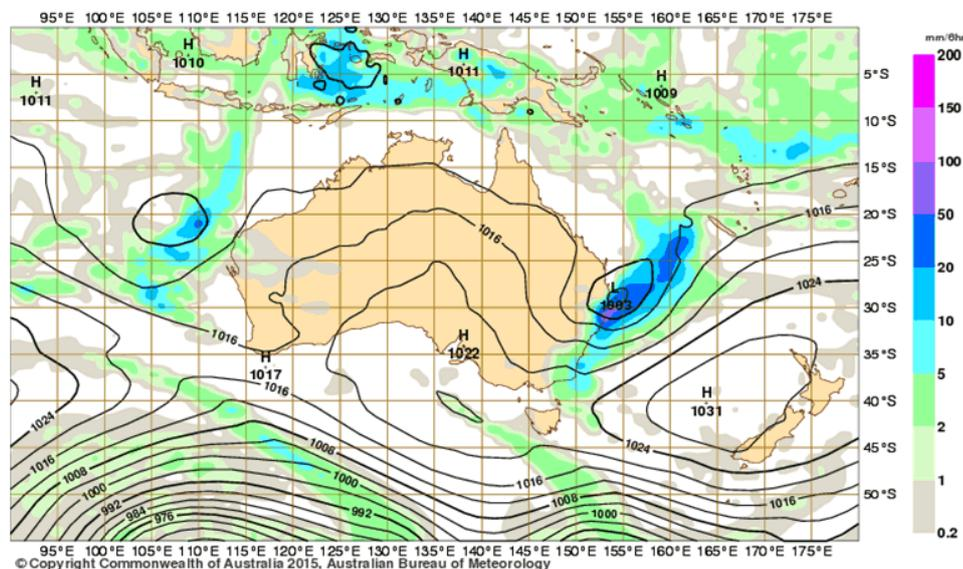 95°E 100°E 105°E 110°E 115°E 120°E 125°E 130°E 135°E 140°E 145°E 150°E 155°E 160°E 165°E 170°E 175°E
mm/6hr
200
150
100
50
20
10
5
2
1
0.2
5°S
10°S
15°S
20°S
25°S
30°S
35°S
40°S
45°S
50°S
H
1010
H
1011
H
1011
H
1009
1016
1016
1024
L
1003
1016
H
1022
H
1017
1016
H
1031
1024
1024
1008
1016
1016
1008
1000
1016
1000
992
1008
992
984
1000
976
95°E 100°E 105°E 110°E 115°E 120°E 125°E 130°E 135°E 140°E 145°E 150°E 155°E 160°E 165°E 170°E 175°E
© Copyright Commonwealth of Australia 2015, Australian Bureau of Meteorology